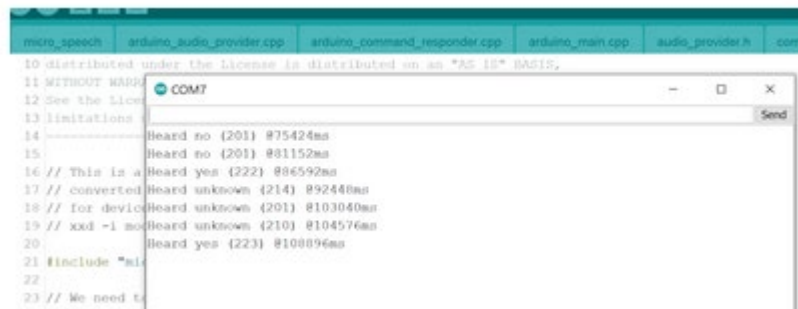 micro_speech arduino_audio_provider.cpp arduino_command_responder.cpp arduino_main.cpp audio_provider.h com
10 distributed under the License is distributed on an "AS IS" BASIS,
11 WITHOUT WARR
12 See the Lice
13 limitations
14 --------------
15
16 // This is a
17 // converted
18 // for devic
19 // xxd -i mo
20
21 #include "mi
22
23 // We need t
COM7
Send
Heard no (201) @75424ms
Heard no (201) @81152ms
Heard yes (222) @86592ms
Heard unknown (214) @92448ms
Heard unknown (201) @103040ms
Heard unknown (210) @104576ms
Heard yes (223) @108896ms